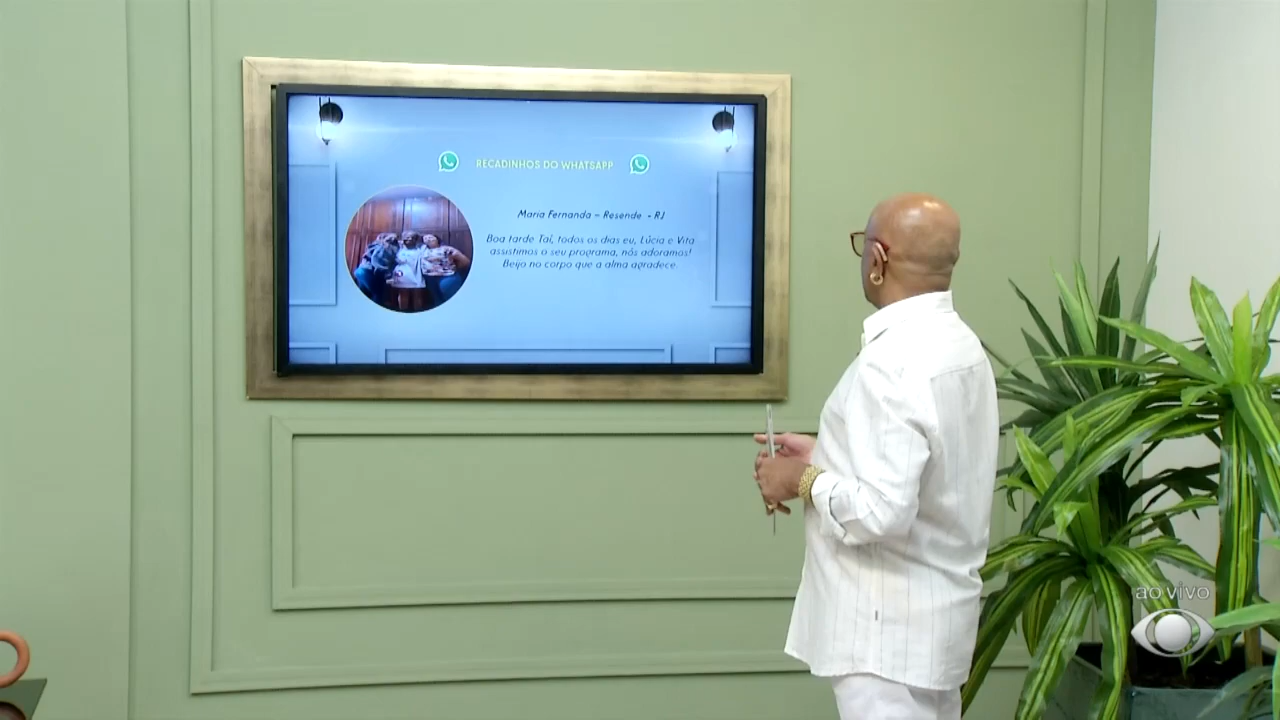 RECADINHOS DO WHATSAPP
Maria Fernanda – Resende - RJ
Boa tarde Taí, todos os dias eu, Lúcia e Vita
assistimos o seu programa, nós adoramos!
Beijo no corpo que a alma agradece.
ao vivo